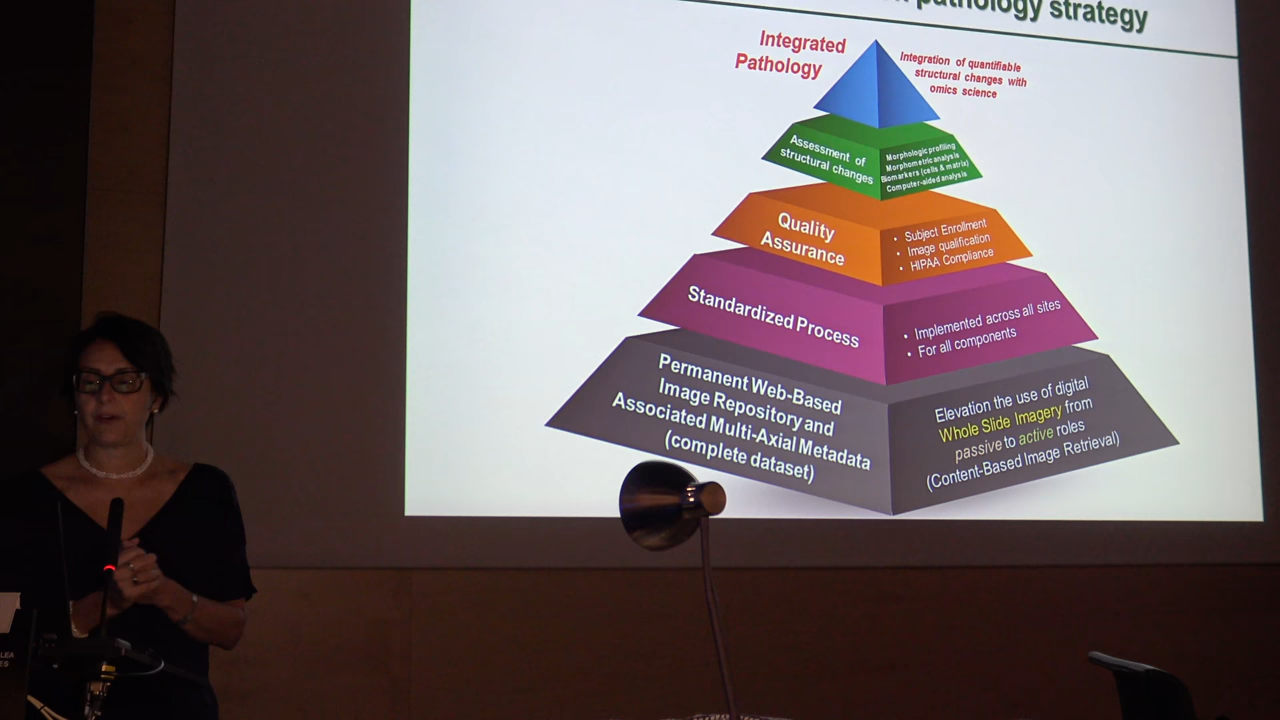 pathology strategy
Integrated
Pathology
Integration of quantifiable
structural changes with
omics science
Assessment of
structural changes
Morphologic profiling
Morphometric analysis
Biomarkers (cells & matrix)
Computer-aided analysis
Quality
Assurance
• Subject Enrollment
• Image qualification
• HIPAA Compliance
Standardized Process
• Implemented across all sites
• For all components
Permanent Web-Based
Image Repository and
Associated Multi-Axial Metadata
(complete dataset)
Elevation the use of digital
Whole Slide Imagery from
passive to active roles
(Content-Based Image Retrieval)